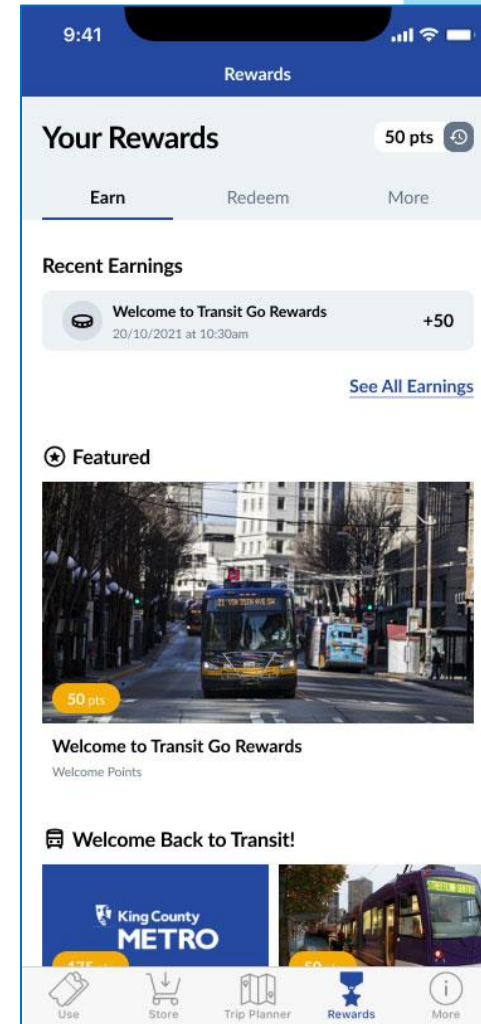 9:41
Rewards
Your Rewards
50 pts
Earn
Redeem
More
Recent Earnings
Welcome to Transit Go Rewards
20/10/2021 at 10:30am
+50
See All Earnings
Featured
50 pts
Welcome to Transit Go Rewards
Welcome Points
Welcome Back to Transit!
King County
METRO
Use
Store
Trip Planner
Rewards
More